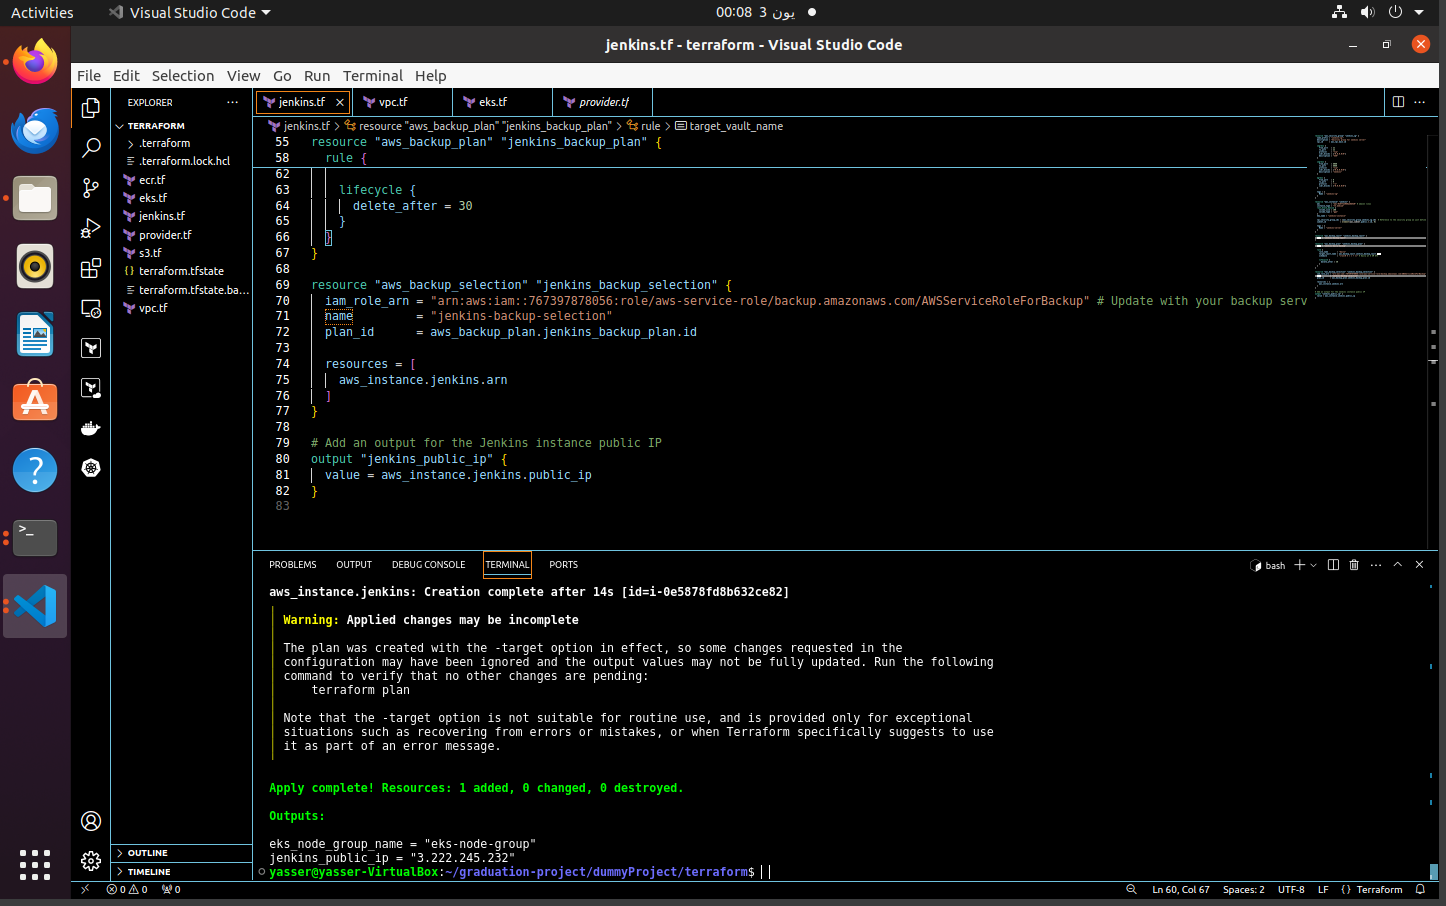 Activities
Visual Studio Code
00:08 3 يون
jenkins.tf - terraform - Visual Studio Code
File Edit Selection View Go Run Terminal Help
EXPLORER
TERRAFORM
.terraform
.terraform.lock.hcl
ecr.tf
eks.tf
jenkins.tf
provider.tf
s3.tf
terraform.tfstate
terraform.tfstate.ba...
vpc.tf
OUTLINE
TIMELINE
jenkins.tf vpc.tf eks.tf provider.tf
jenkins.tf > resource "aws_backup_plan" "jenkins_backup_plan" > rule > target_vault_name
55 resource "aws_backup_plan" "jenkins_backup_plan" {
58 rule {
62
63 lifecycle {
64 delete_after = 30
65 }
66 }
67 }
68
69 resource "aws_backup_selection" "jenkins_backup_selection" {
70 iam_role_arn = "arn:aws:iam::767397878056:role/aws-service-role/backup.amazonaws.com/AWSServiceRoleForBackup" # Update with your backup serv
71 name = "jenkins-backup-selection"
72 plan_id = aws_backup_plan.jenkins_backup_plan.id
73
74 resources = [
75 aws_instance.jenkins.arn
76 ]
77 }
78
79 # Add an output for the Jenkins instance public IP
80 output "jenkins_public_ip" {
81 value = aws_instance.jenkins.public_ip
82 }
83
PROBLEMS OUTPUT DEBUG CONSOLE TERMINAL PORTS
bash
aws_instance.jenkins: Creation complete after 14s [id=i-0e5878fd8b632ce82]
Warning: Applied changes may be incomplete
The plan was created with the -target option in effect, so some changes requested in the
configuration may have been ignored and the output values may not be fully updated. Run the following
command to verify that no other changes are pending:
terraform plan
Note that the -target option is not suitable for routine use, and is provided only for exceptional
situations such as recovering from errors or mistakes, or when Terraform specifically suggests to use
it as part of an error message.
Apply complete! Resources: 1 added, 0 changed, 0 destroyed.
Outputs:
eks_node_group_name = "eks-node-group"
jenkins_public_ip = "3.222.245.232"
yasser@yasser-VirtualBox:~/graduation-project/dummyProject/terraform$
0 0 0
Ln 60, Col 67 Spaces: 2 UTF-8 LF {} Terraform